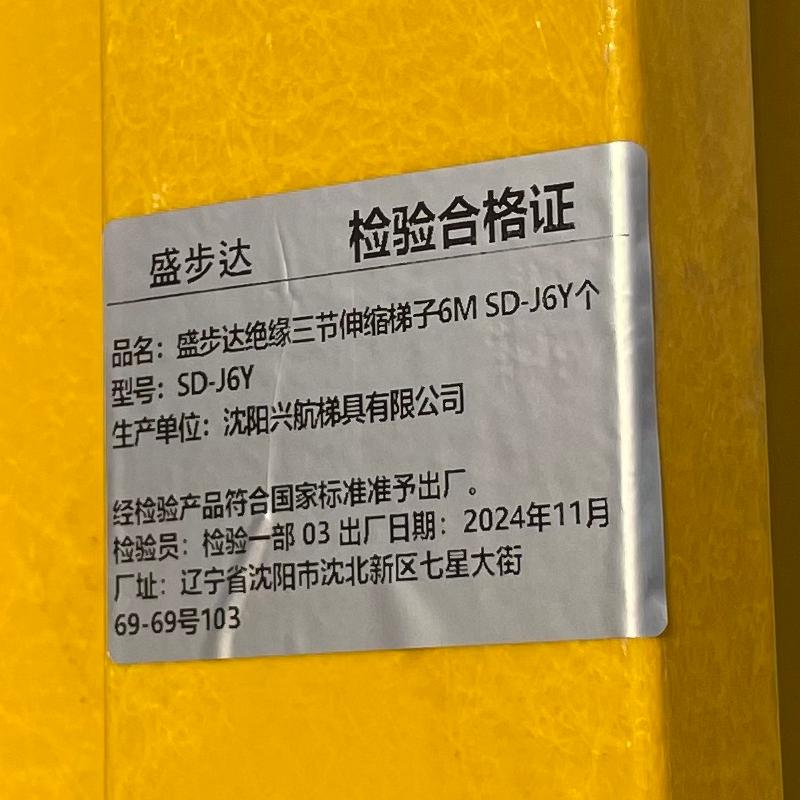 盛步达 检验合格证
品名：盛步达绝缘三节伸缩梯子6M SD-J6Y个
型号：SD-J6Y
生产单位：沈阳兴航梯具有限公司
经检验产品符合国家标准准予出厂。
检验员：检验一部 03 出厂日期：2024年11月
厂址：辽宁省沈阳市沈北新区七星大街
69-69号103